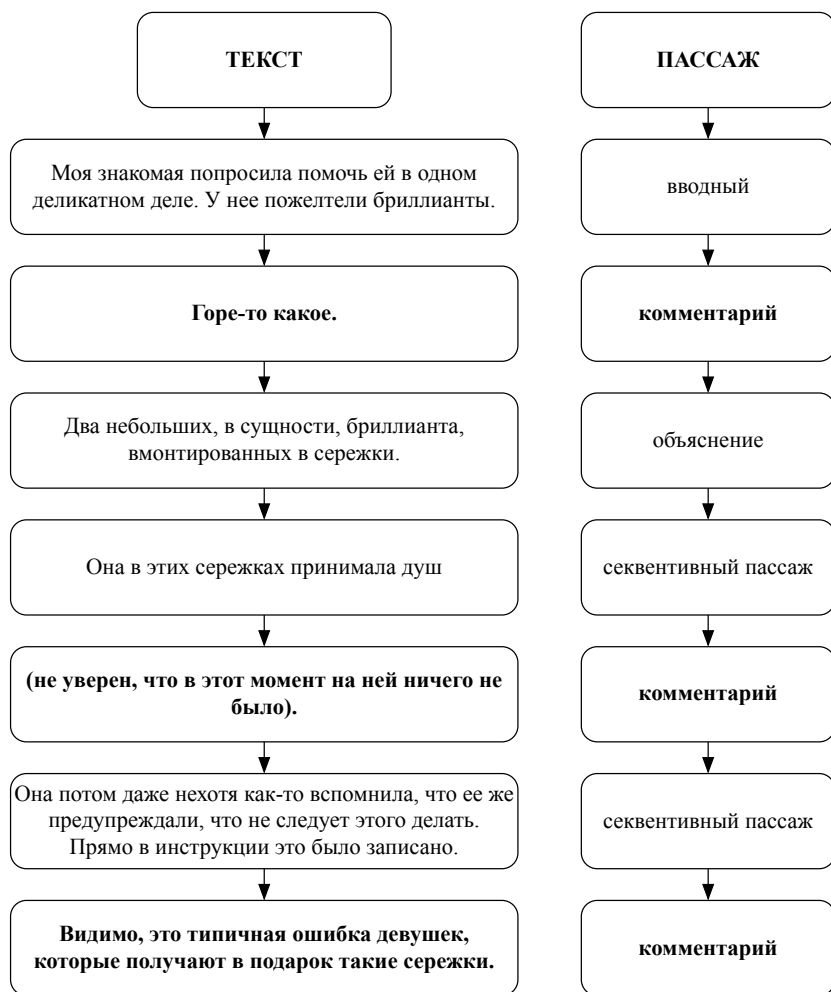 ТЕКСТ
ПАССАЖ
Моя знакомая попросила помочь ей в одном
деликатном деле. У нее пожелтели бриллианты.
вводный
Горе-то какое.
комментарий
Два небольших, в сущности, бриллианта,
вмонтированных в сережки.
объяснение
Она в этих сережках принимала душ
секвентивный пассаж
(не уверен, что в этот момент на ней ничего не
было).
комментарий
Она потом даже нехотя как-то вспомнила, что ее же
предупреждали, что не следует этого делать.
Прямо в инструкции это было записано.
секвентивный пассаж
Видимо, это типичная ошибка девушек,
которые получают в подарок такие сережки.
комментарий